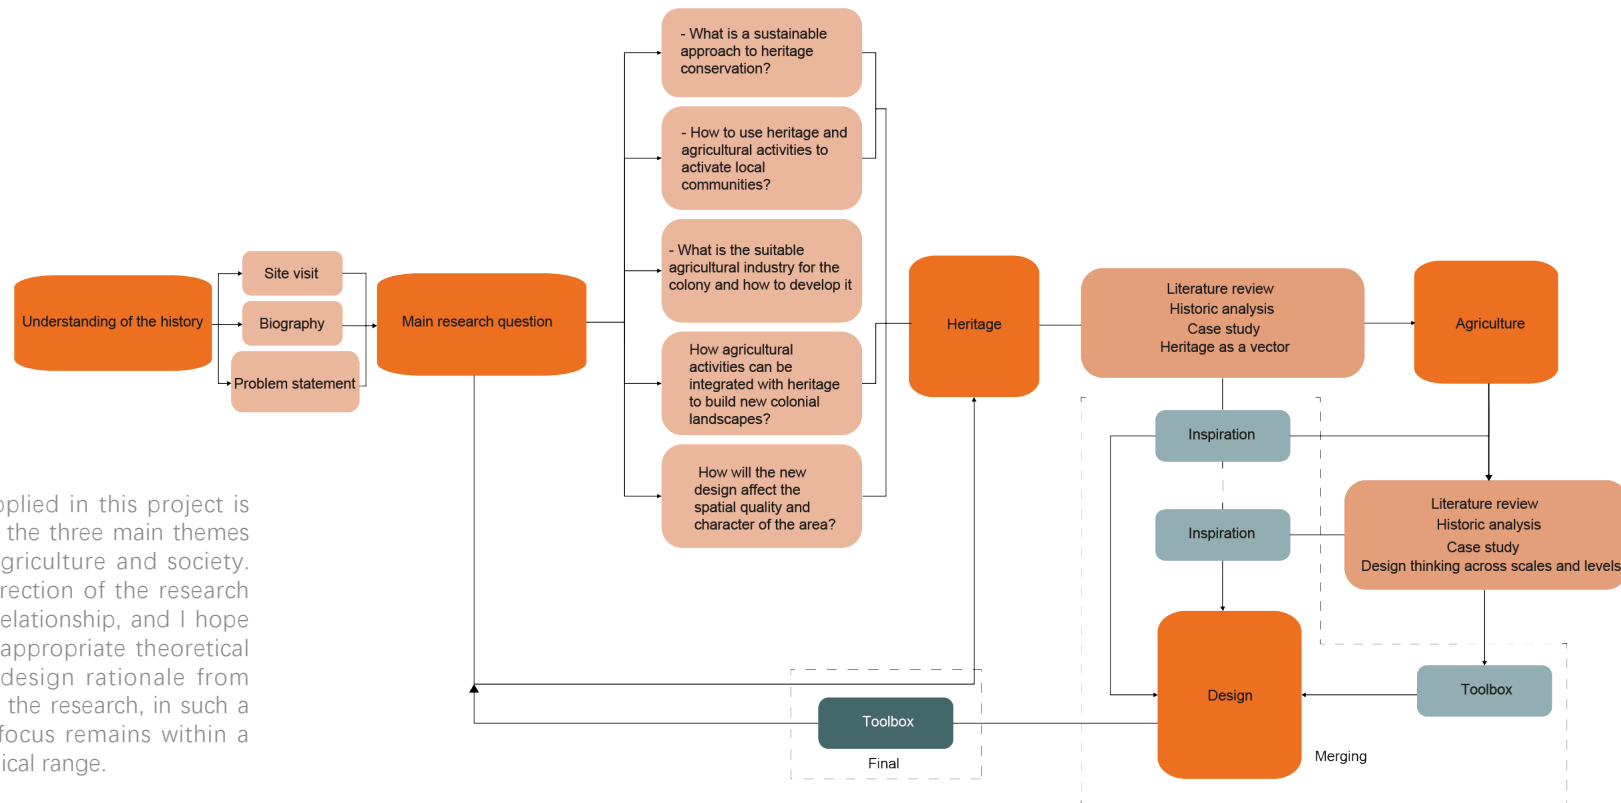 Understanding of the history
Site visit
Biography
Problem statement
Main research question
- What is a sustainable
approach to heritage
conservation?
- How to use heritage and
agricultural activities to
activate local
communities?
- What is the suitable
agricultural industry for the
colony and how to develop it
How agricultural
activities can be
integrated with heritage
to build new colonial
landscapes?
How will the new
design affect the
spatial quality and
character of the area?
Heritage
Literature review
Historic analysis
Case study
Heritage as a vector
Agriculture
Inspiration
Inspiration
Literature review
Historic analysis
Case study
Design thinking across scales and levels
Toolbox
Design
Merging
Toolbox
Final
in this project is
the three main themes
and society.
of the research
and I hope
appropriate theoretical
design rationale from
the research, in such a
focus remains within a
range.